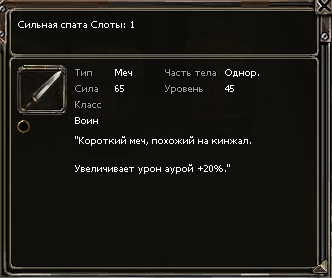 Сильная спата Слоты: 1
Тип Меч Часть тела Однор.
Сила 65 Уровень 45
Класс
Воин
"Короткий меч, похожий на кинжал.
Увеличивает урон аурой +20%."